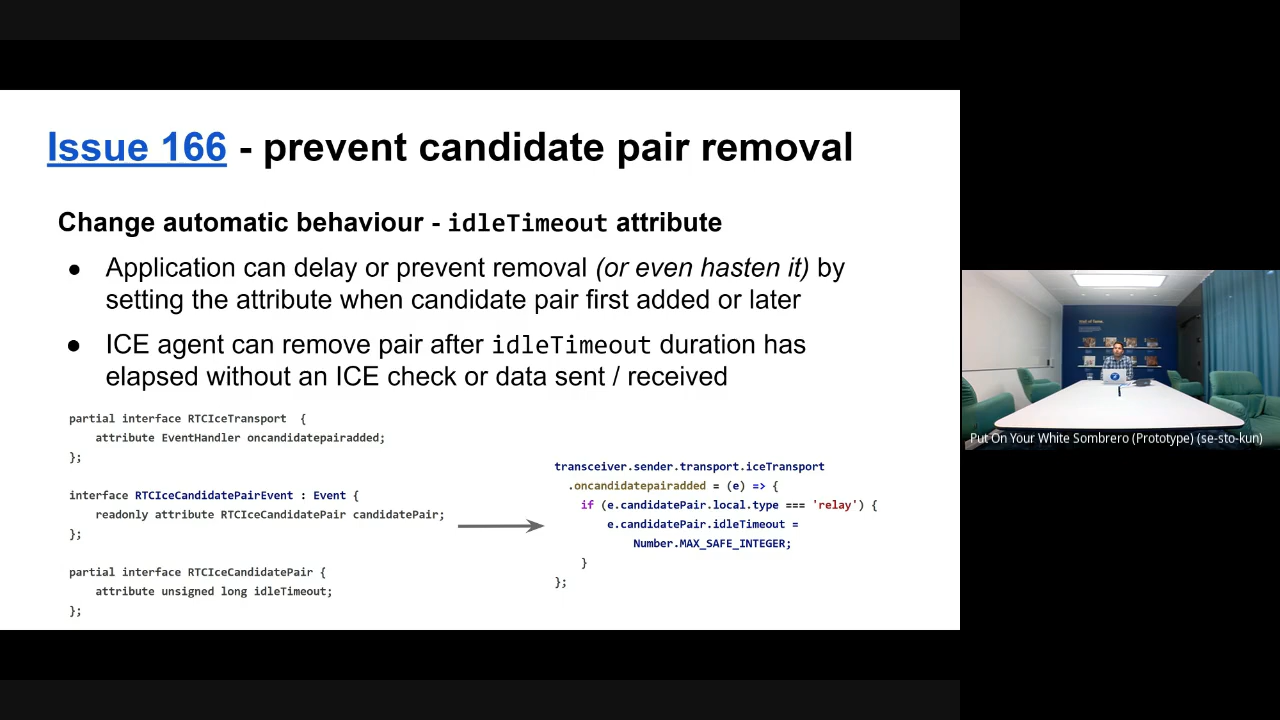 Issue 166 - prevent candidate pair removal
Change automatic behaviour - idleTimeout attribute
● Application can delay or prevent removal (or even hasten it) by
setting the attribute when candidate pair first added or later
● ICE agent can remove pair after idleTimeout duration has
elapsed without an ICE check or data sent / received
partial interface RTCIceTransport {
attribute EventHandler oncandidatepairadded;
};
interface RTCIceCandidatePairEvent : Event {
readonly attribute RTCIceCandidatePair candidatePair;
};
partial interface RTCIceCandidatePair {
attribute unsigned long idleTimeout;
};
transceiver.sender.transport.iceTransport
.oncandidatepairadded = (e) => {
if (e.candidatePair.local.type === 'relay') {
e.candidatePair.idleTimeout =
Number.MAX_SAFE_INTEGER;
}
};
Put On Your White Sombrero (Prototype) (se-sto-kun)